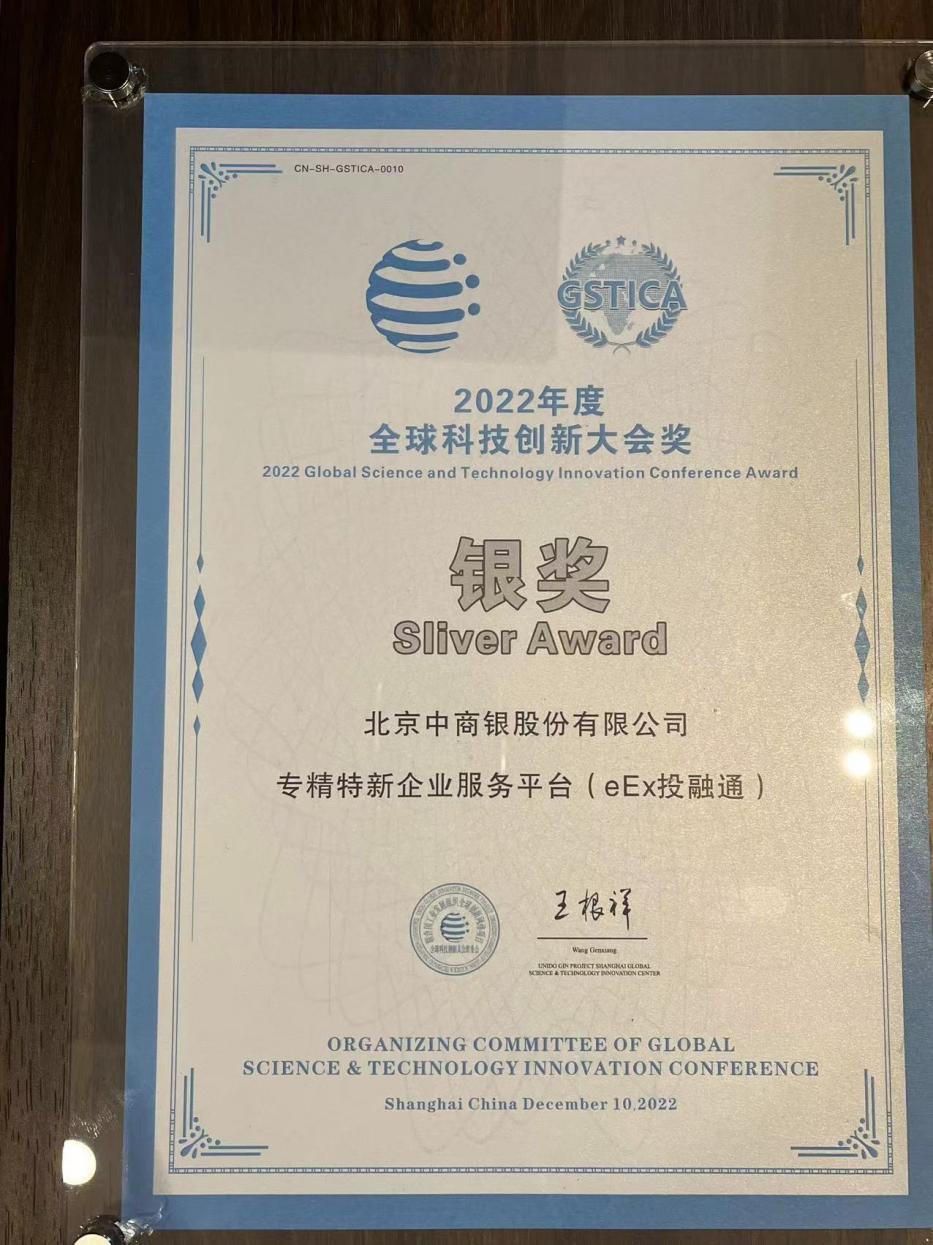 CN-SH-GSTICA-0010
GSTICA
2022年度
全球科技创新大会奖
2022 Global Science and Technology Innovation Conference Award
银奖
Sliver Award
北京中商银股份有限公司
专精特新企业服务平台（eEx投融通）
王根祥
Wang Genxiang
UNIDO GIN PROJECT SHANGHAI GLOBAL
SCIENCE & TECHNOLOGY INNOVATION CENTER
ORGANIZING COMMITTEE OF GLOBAL
SCIENCE & TECHNOLOGY INNOVATION CONFERENCE
Shanghai China December 10,2022